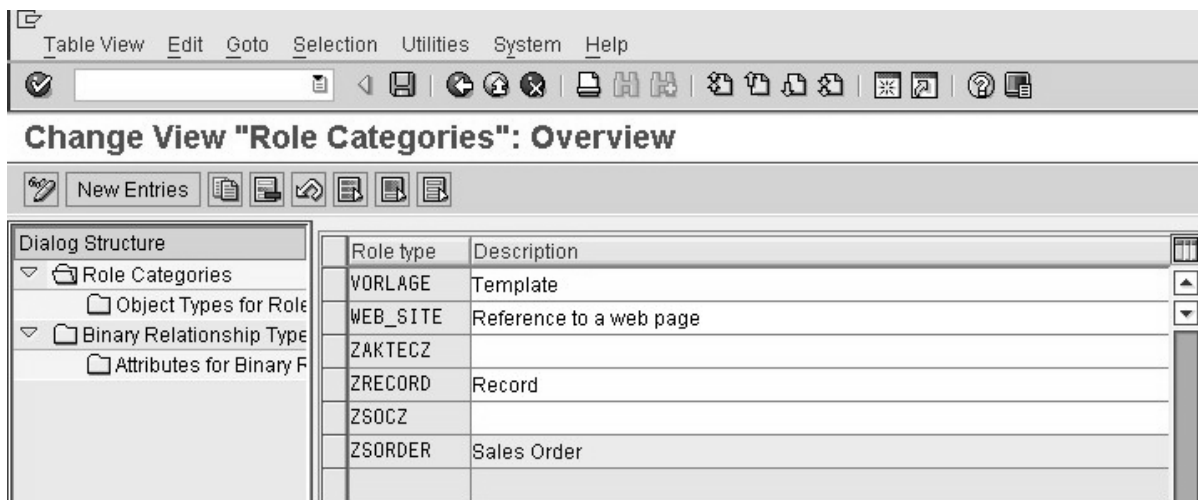 Table View Edit Goto Selection Utilities System Help
Change View "Role Categories": Overview
New Entries
Dialog Structure
Role Categories
Object Types for Role
Binary Relationship Type
Attributes for Binary R
Role type Description
VORLAGE Template
WEB_SITE Reference to a web page
ZAKTECZ
ZRECORD Record
ZSOCZ
ZSORDER Sales Order